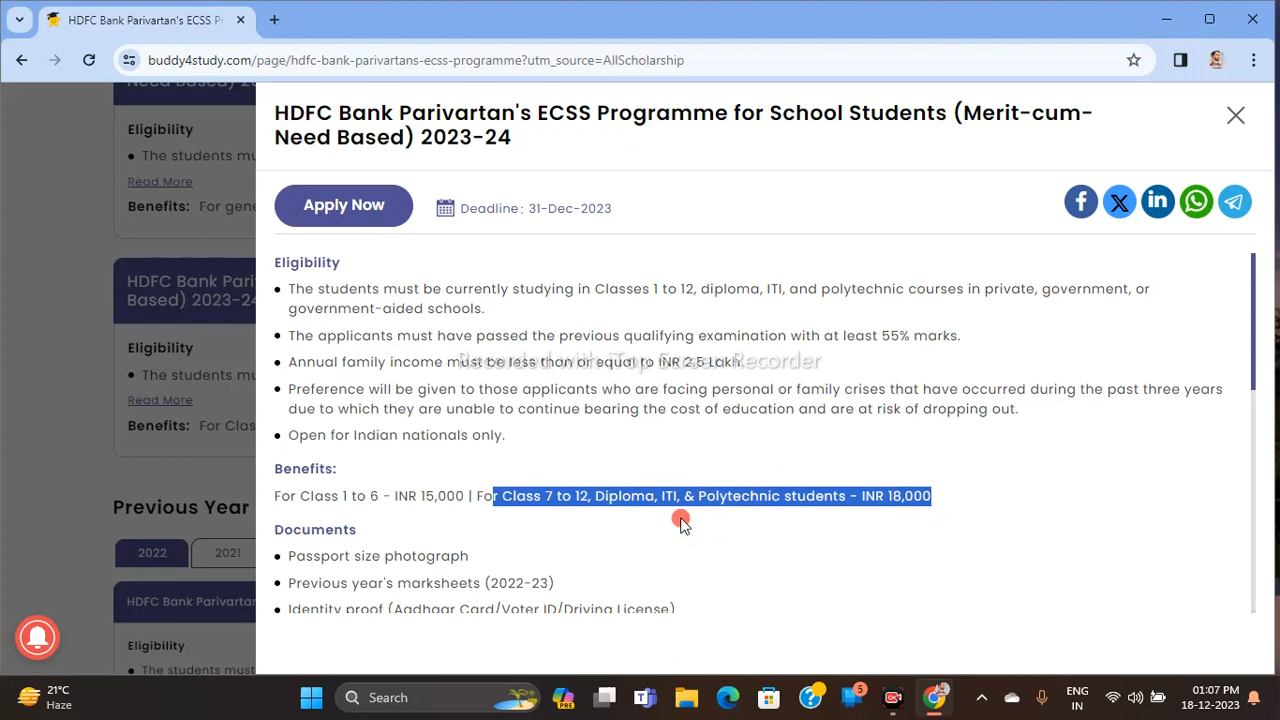 HDFC Bank Parivartan's ECSS P
buddy4study.com/page/hdfc-bank-parivartans-ecss-programme?utm_source=AllScholarship
Need Based) 20
Eligibility
The students mu
Read More
Benefits: For gene
HDFC Bank Pari
Based) 2023-24
Eligibility
The students mu
Read More
Benefits: For Clas
Previous Year
2022
2021
HDFC Bank Parivartan
Eligibility
The students must
HDFC Bank Parivartan's ECSS Programme for School Students (Merit-cum-
Need Based) 2023-24
Apply Now
Deadline: 31-Dec-2023
Eligibility
The students must be currently studying in Classes 1 to 12, diploma, ITI, and polytechnic courses in private, government, or
government-aided schools.
The applicants must have passed the previous qualifying examination with at least 55% marks.
Annual family income must be less than or equal to INR 2.5 Lakh.
Recorded with iTop Screen Recorder
Preference will be given to those applicants who are facing personal or family crises that have occurred during the past three years
due to which they are unable to continue bearing the cost of education and are at risk of dropping out.
Open for Indian nationals only.
Benefits:
For Class 1 to 6 - INR 15,000 | For Class 7 to 12, Diploma, ITI, & Polytechnic students - INR 18,000
Documents
Passport size photograph
Previous year's marksheets (2022-23)
Identity proof (Aadhaar Card/Voter ID/Driving License)
21°C
Haze
Search
PRE
5
ENG
IN
01:07 PM
18-12-2023